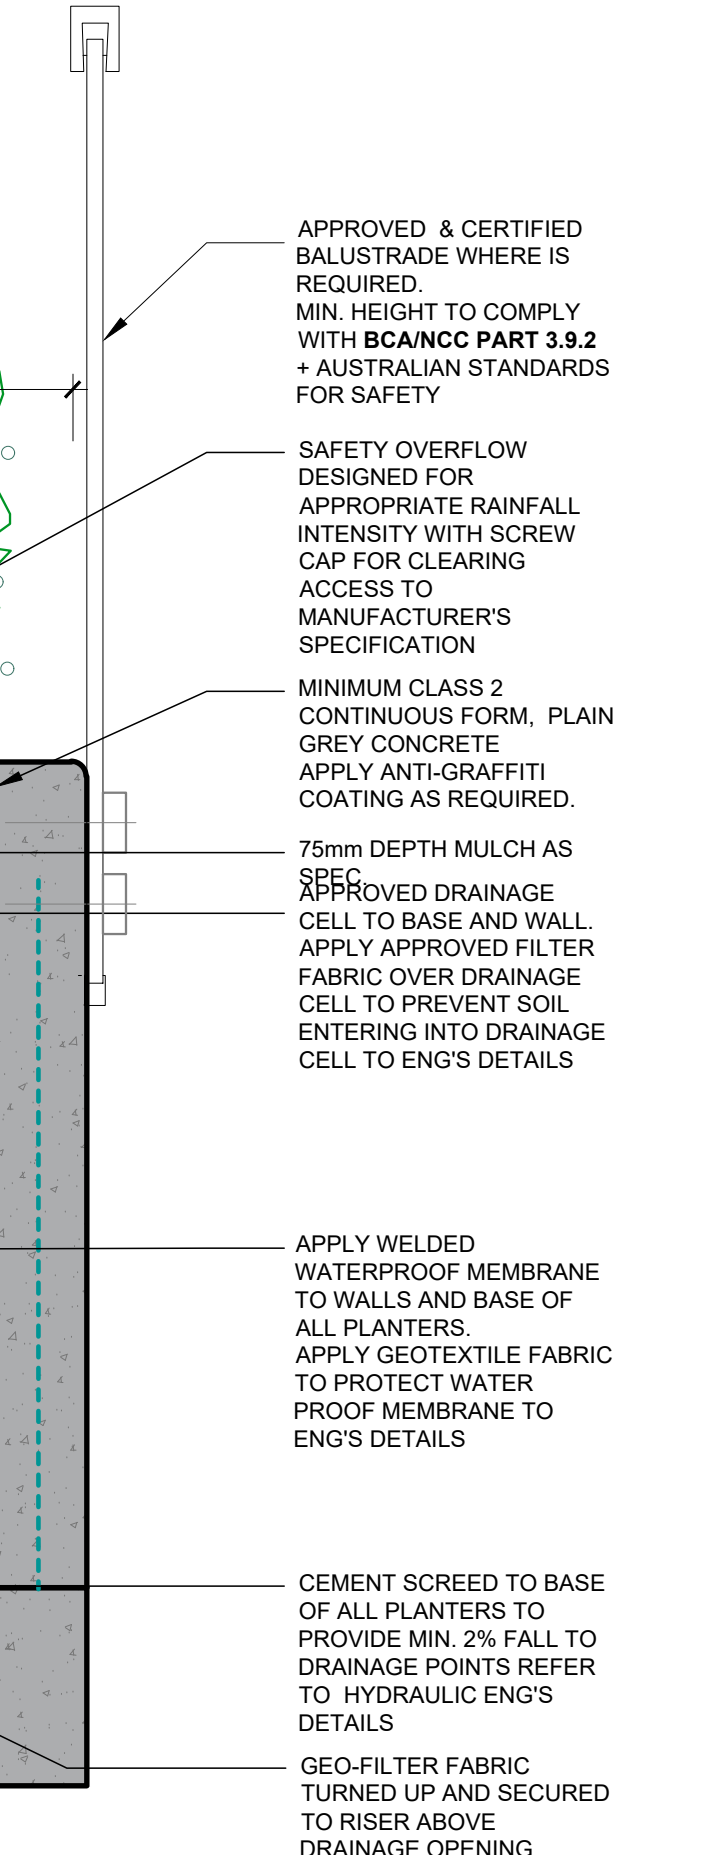 APPROVED & CERTIFIED
BALUSTRADE WHERE IS
REQUIRED.
MIN. HEIGHT TO COMPLY
WITH BCA/NCC PART 3.9.2
+ AUSTRALIAN STANDARDS
FOR SAFETY
SAFETY OVERFLOW
DESIGNED FOR
APPROPRIATE RAINFALL
INTENSITY WITH SCREW
CAP FOR CLEARING
ACCESS TO
MANUFACTURER'S
SPECIFICATION
MINIMUM CLASS 2
CONTINUOUS FORM, PLAIN
GREY CONCRETE
APPLY ANTI-GRAFFITI
COATING AS REQUIRED.
75mm DEPTH MULCH AS
SPEC.
APPROVED DRAINAGE
CELL TO BASE AND WALL.
APPLY APPROVED FILTER
FABRIC OVER DRAINAGE
CELL TO PREVENT SOIL
ENTERING INTO DRAINAGE
CELL TO ENG'S DETAILS
APPLY WELDED
WATERPROOF MEMBRANE
TO WALLS AND BASE OF
ALL PLANTERS.
APPLY GEOTEXTILE FABRIC
TO PROTECT WATER
PROOF MEMBRANE TO
ENG'S DETAILS
CEMENT SCREED TO BASE
OF ALL PLANTERS TO
PROVIDE MIN. 2% FALL TO
DRAINAGE POINTS REFER
TO HYDRAULIC ENG'S
DETAILS
GEO-FILTER FABRIC
TURNED UP AND SECURED
TO RISER ABOVE
DRAINAGE OPENING